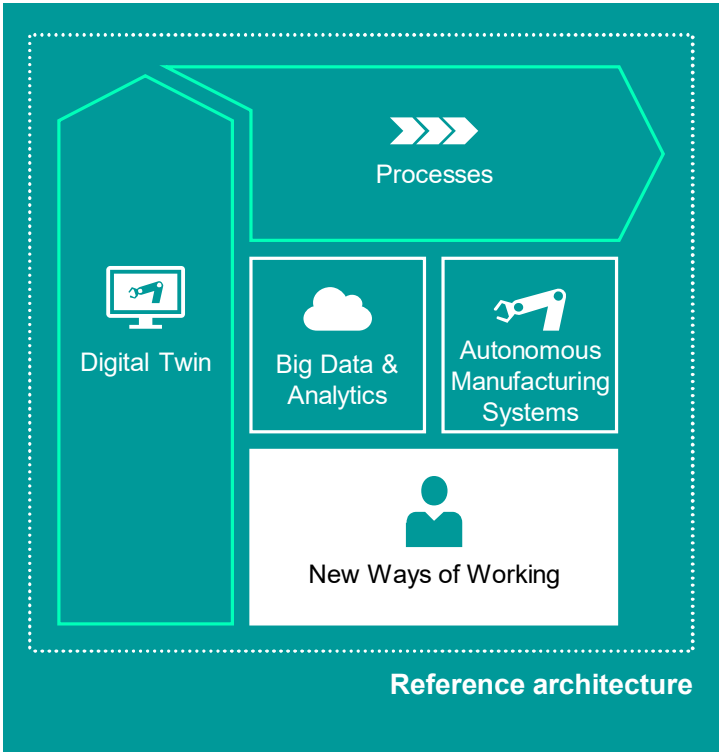 Processes
Digital Twin
Big Data &
Analytics
Autonomous
Manufacturing
Systems
New Ways of Working
Reference architecture